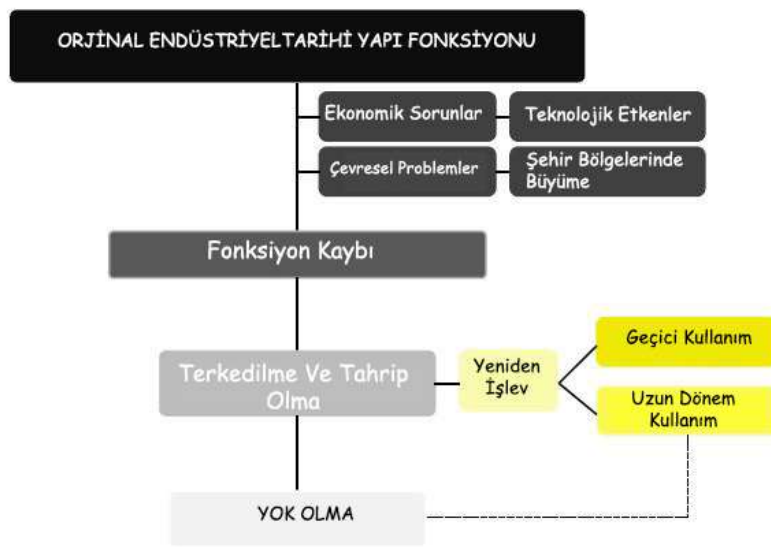 ORJİNAL ENDÜSTRİYELTARİHİ YAPI FONKSİYONU
Ekonomik Sorunlar
Teknolojik Etkenler
Çevresel Problemler
Şehir Bölgelerinde
Büyüme
Fonksiyon Kaybı
Geçici Kullanım
Terkedilme Ve Tahrip
Olma
Yeniden
İşlev
Uzun Dönem
Kullanım
YOK OLMA